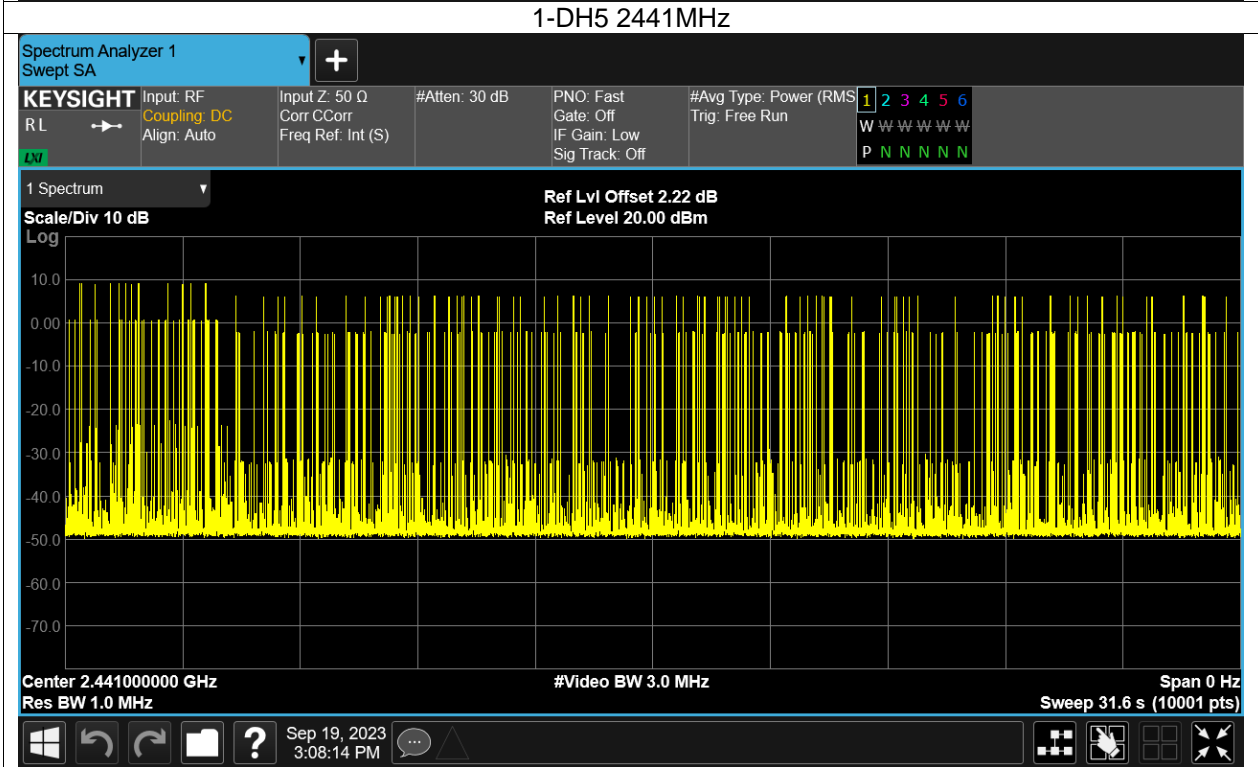 1-DH5 2441MHz
Spectrum Analyzer 1
Swept SA
KEYSIGHT
RL
LXI
Input: RF
Coupling: DC
Align: Auto
Input Z: 50 Ω
Corr CCorr
Freq Ref: Int (S)
#Atten: 30 dB
PNO: Fast
Gate: Off
IF Gain: Low
Sig Track: Off
#Avg Type: Power (RMS
Trig: Free Run
1 2 3 4 5 6
W W W W W W
P N N N N N
1 Spectrum
Scale/Div 10 dB
Log
Ref Lvl Offset 2.22 dB
Ref Level 20.00 dBm
10.0
0.00
-10.0
-20.0
-30.0
-40.0
-50.0
-60.0
-70.0
Center 2.441000000 GHz
Res BW 1.0 MHz
#Video BW 3.0 MHz
Span 0 Hz
Sweep 31.6 s (10001 pts)
?
Sep 19, 2023
3:08:14 PM